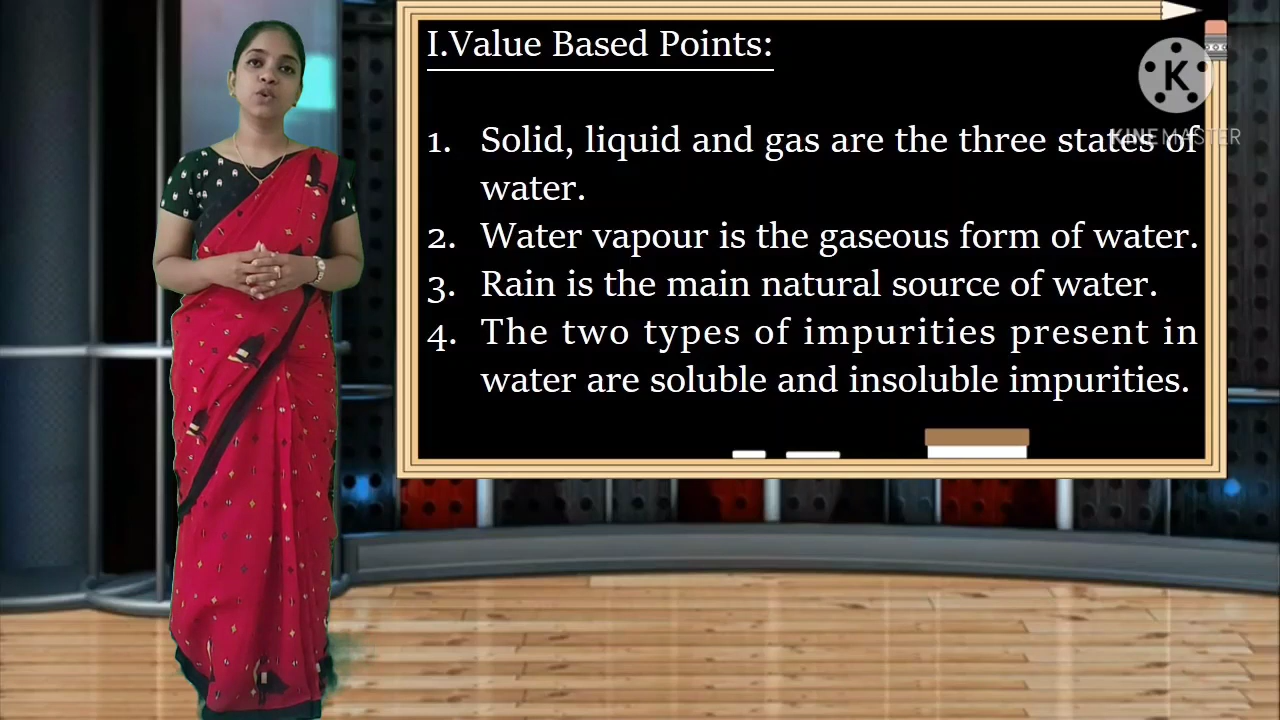 I.Value Based Points:
1. Solid, liquid and gas are the three states of
water.
2. Water vapour is the gaseous form of water.
3. Rain is the main natural source of water.
4. The two types of impurities present in
water are soluble and insoluble impurities.
K
KINEMASTER